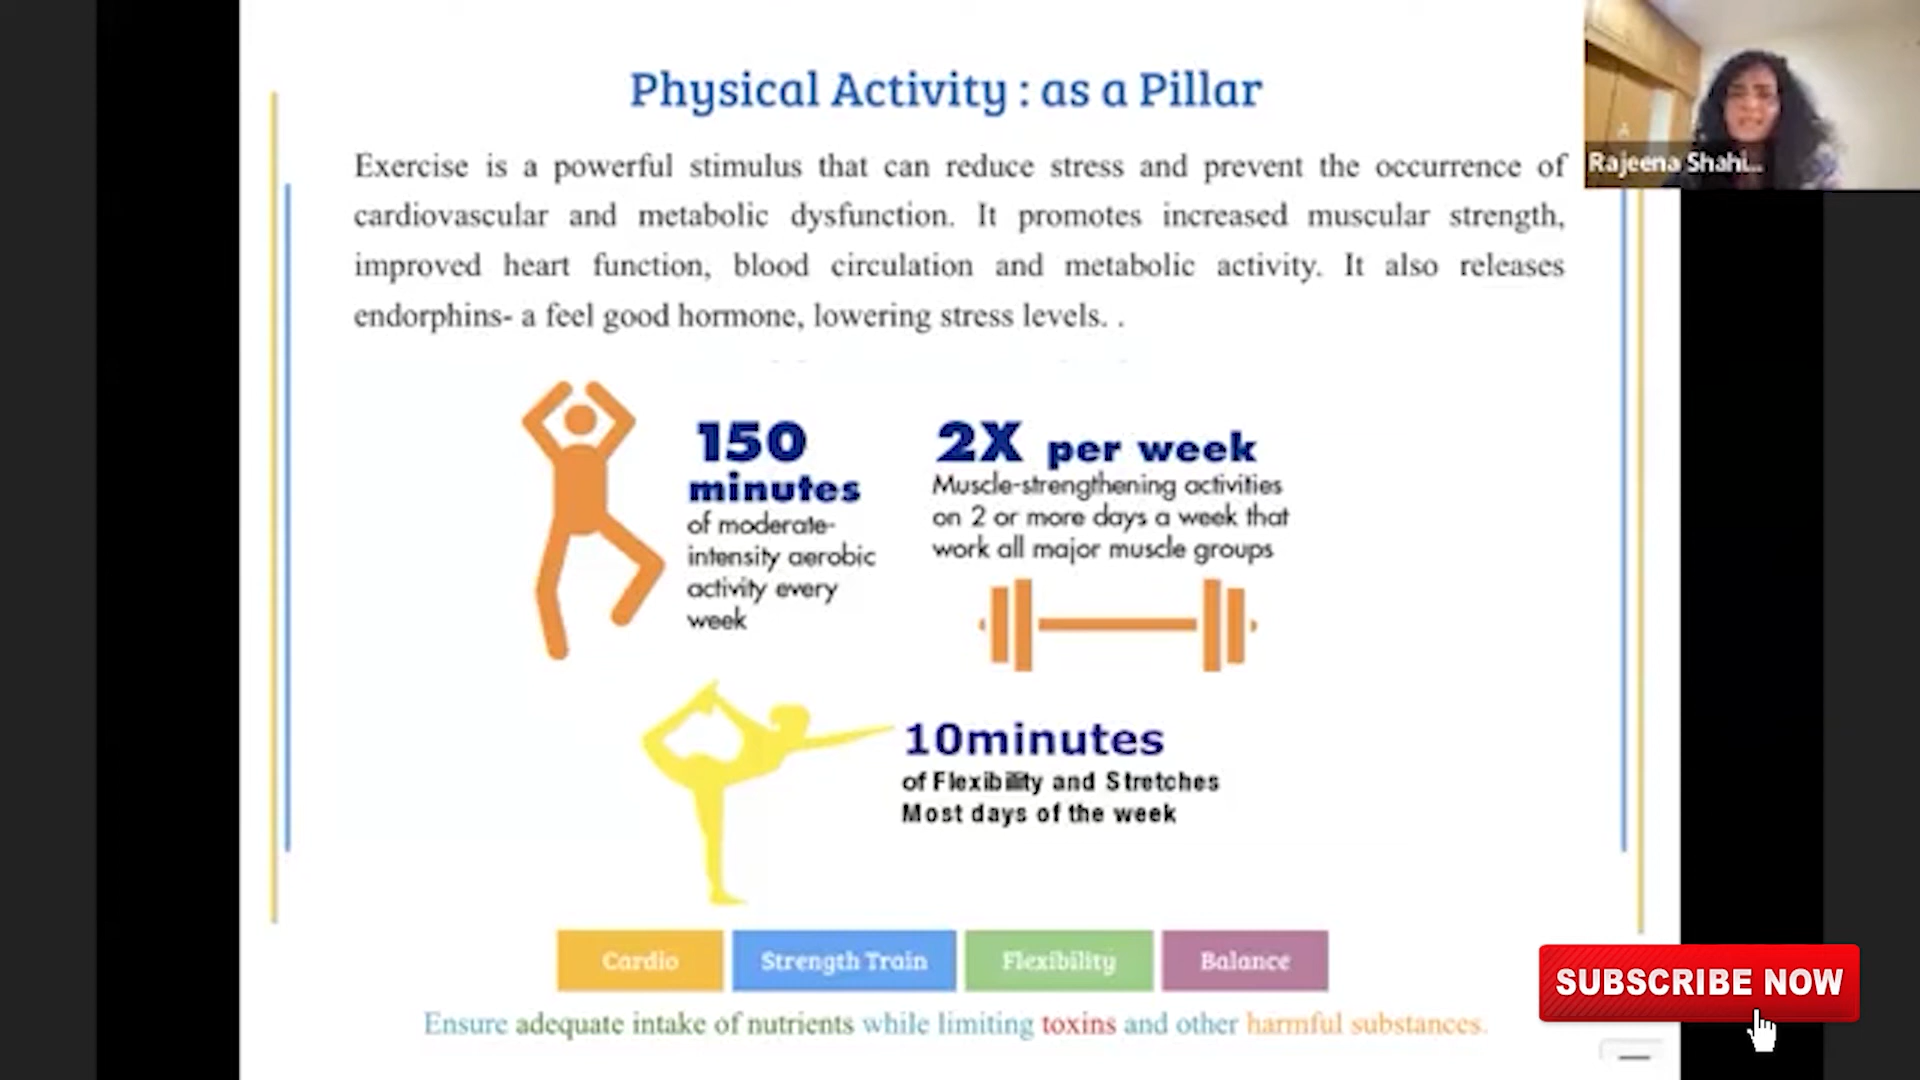 Physical Activity : as a Pillar
Rajeena Shahi...
Exercise is a powerful stimulus that can reduce stress and prevent the occurrence of
cardiovascular and metabolic dysfunction. It promotes increased muscular strength,
improved heart function, blood circulation and metabolic activity. It also releases
endorphins- a feel good hormone, lowering stress levels. .
150
minutes
of moderate-
intensity aerobic
activity every
week
2X per week
Muscle-strengthening activities
on 2 or more days a week that
work all major muscle groups
10minutes
of Flexibility and Stretches
Most days of the week
Cardio
Strength Train
Flexibility
Balance
Ensure adequate intake of nutrients while limiting toxins and other harmful substances.
SUBSCRIBE NOW